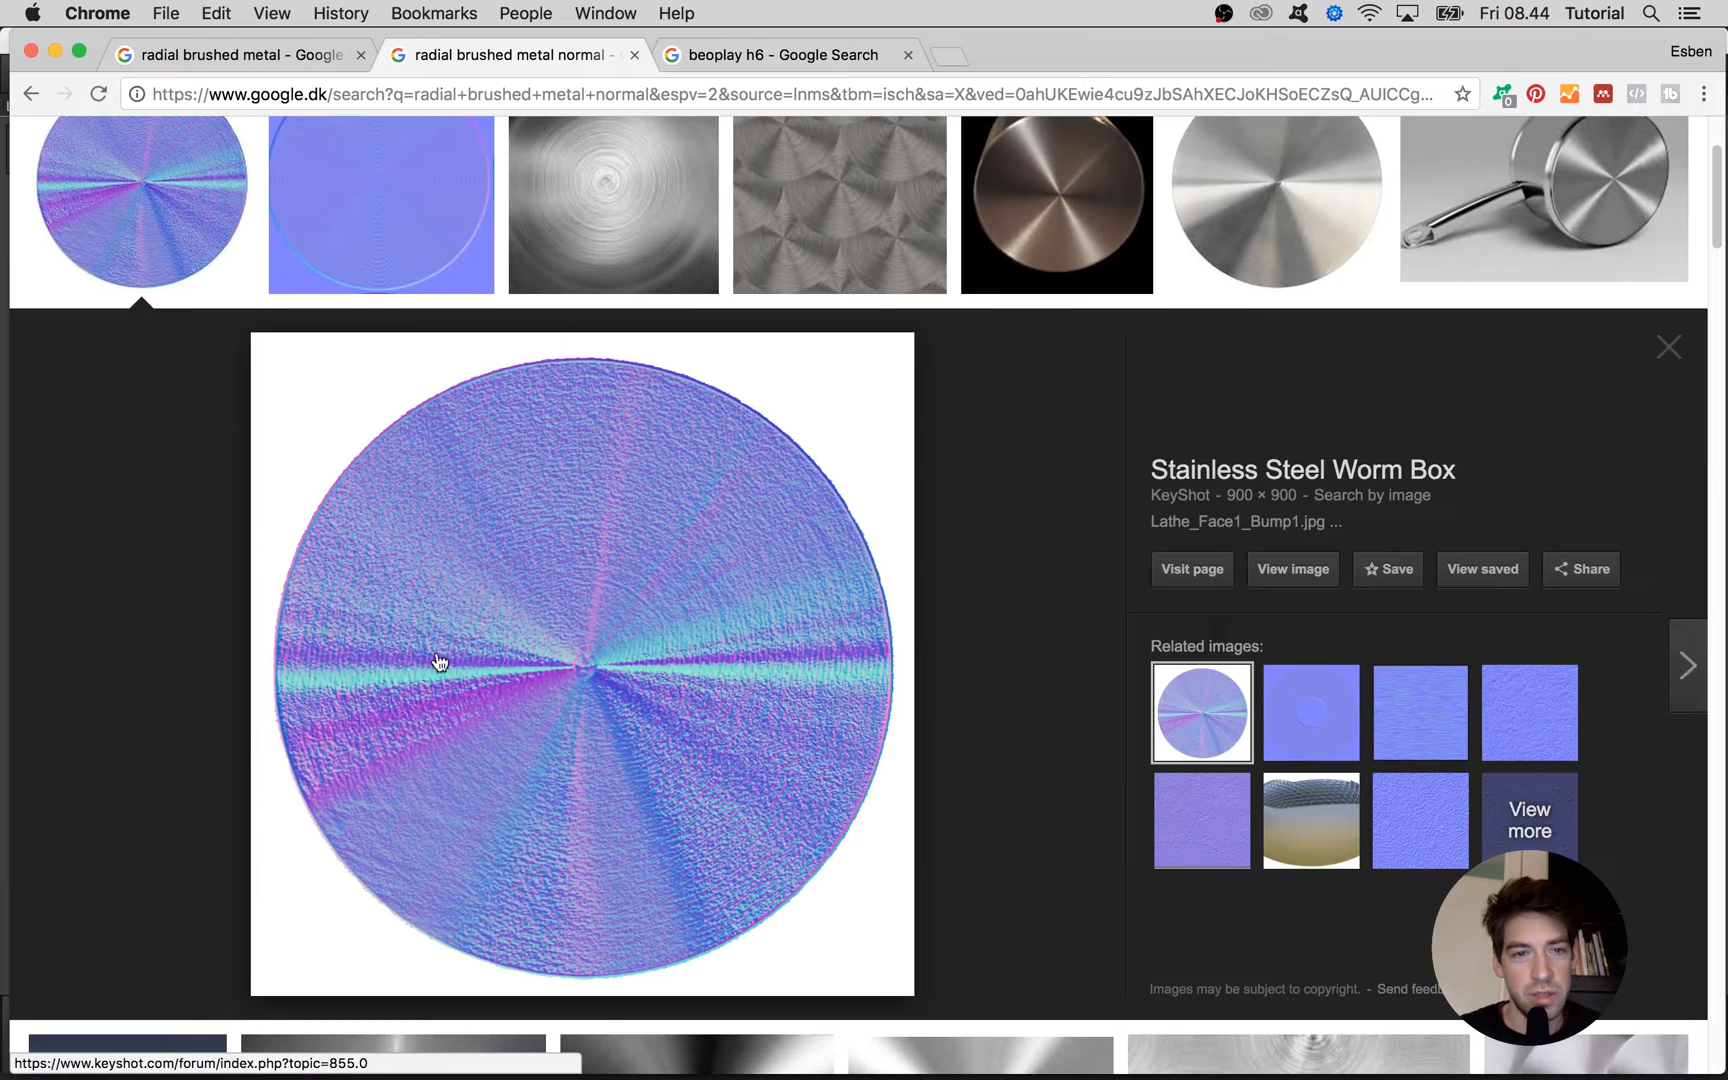 Chrome File Edit View History Bookmarks People Window Help Fri 08.44 Tutorial
radial brushed metal - Google radial brushed metal normal - beoplay h6 - Google Search Esben
https://www.google.dk/search?q=radial+brushed+metal+normal&espv=2&source=lnms&tbm=isch&sa=X&ved=0ahUKEwie4cu9zJbSAhXECJoKHSoECZsQ_AUICCg...
0
Stainless Steel Worm Box
KeyShot - 900 × 900 - Search by image
Lathe_Face1_Bump1.jpg ...
Visit page View image Save View saved Share
Related images:
View
more
Images may be subject to copyright. - Send feedb
https://www.keyshot.com/forum/index.php?topic=855.0